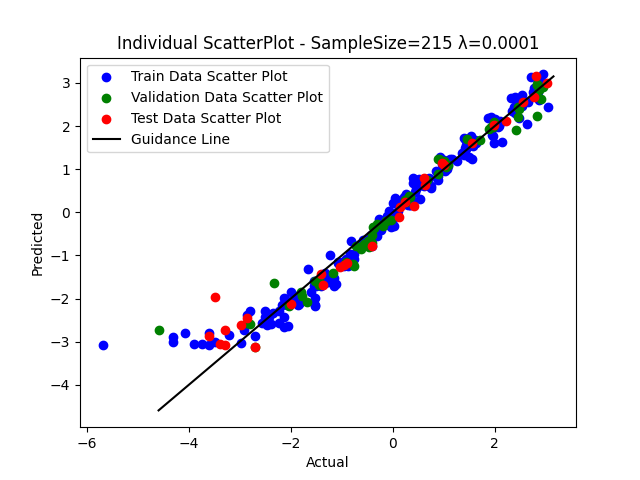 Individual ScatterPlot - SampleSize=215 λ=0.0001
Train Data Scatter Plot
Validation Data Scatter Plot
Test Data Scatter Plot
Guidance Line
Predicted
3
2
1
0
−1
−2
−3
−4
−6
−4
−2
0
2
Actual